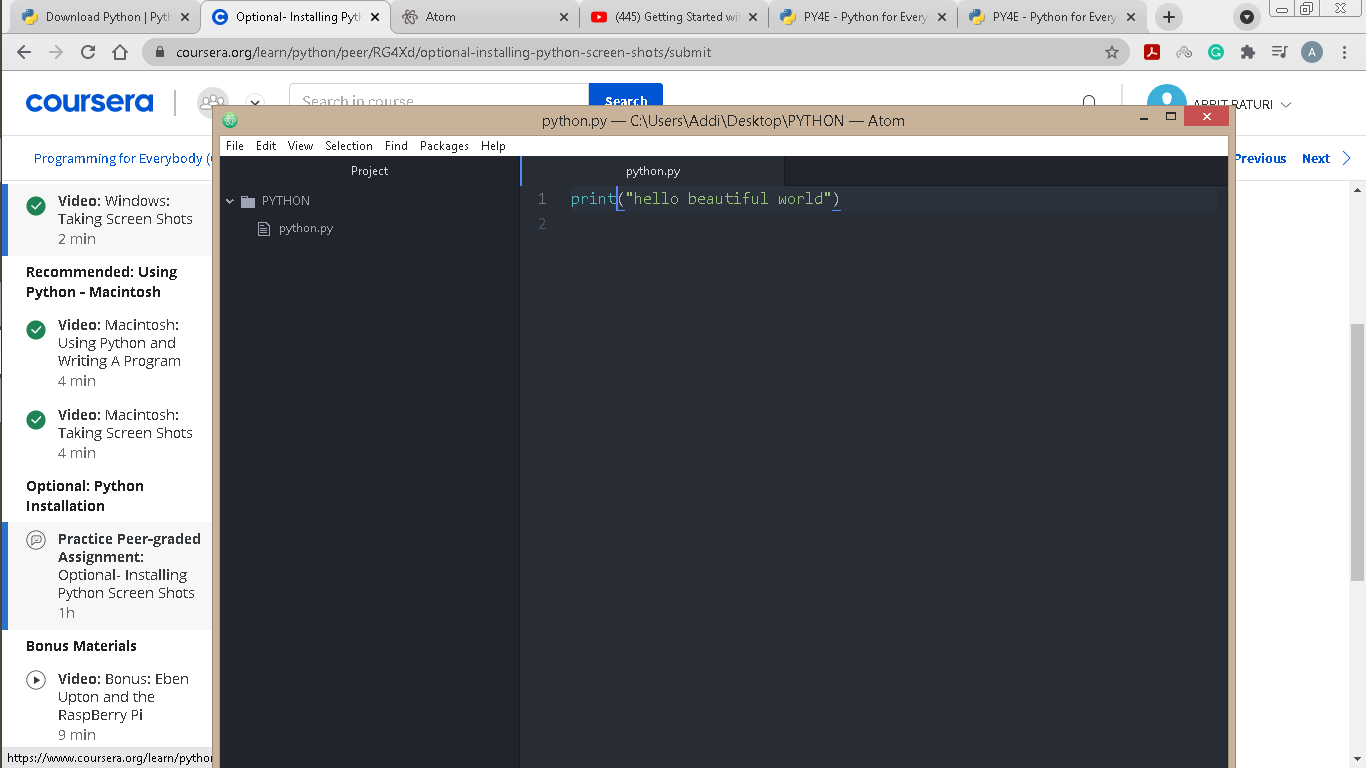 Download Python | Pyth
Optional- Installing Pyth
Atom
(445) Getting Started wit
PY4E - Python for Every
PY4E - Python for Every
coursera.org/learn/python/peer/RG4Xd/optional-installing-python-screen-shots/submit
A
coursera
Search in course
Search
ARPIT RATURI
python.py — C:\Users\Addi\Desktop\PYTHON — Atom
File Edit View Selection Find Packages Help
Programming for Everybody (
Previous Next
Project
python.py
PYTHON
python.py
1 print("hello beautiful world")
2
Video: Windows:
Taking Screen Shots
2 min
Recommended: Using
Python - Macintosh
Video: Macintosh:
Using Python and
Writing A Program
4 min
Video: Macintosh:
Taking Screen Shots
4 min
Optional: Python
Installation
Practice Peer-graded
Assignment:
Optional- Installing
Python Screen Shots
1h
Bonus Materials
Video: Bonus: Eben
Upton and the
RaspBerry Pi
9 min
https://www.coursera.org/learn/python